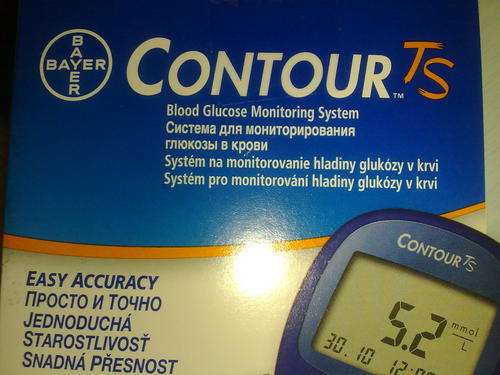 BAYER
BAYER
CONTOUR TS
TM
Blood Glucose Monitoring System
Система для мониторирования
глюкозы в крови
Systém na monitorovanie hladiny glukózy v krvi
Systém pro monitorování hladiny glukózy v krvi
EASY ACCURACY
ПРОСТО И ТОЧНО
JEDNODUCHÁ
STAROSTLIVOSŤ
SNADNÁ PŘESNOST
CONTOUR TS
5.2 mmol
L
30.10